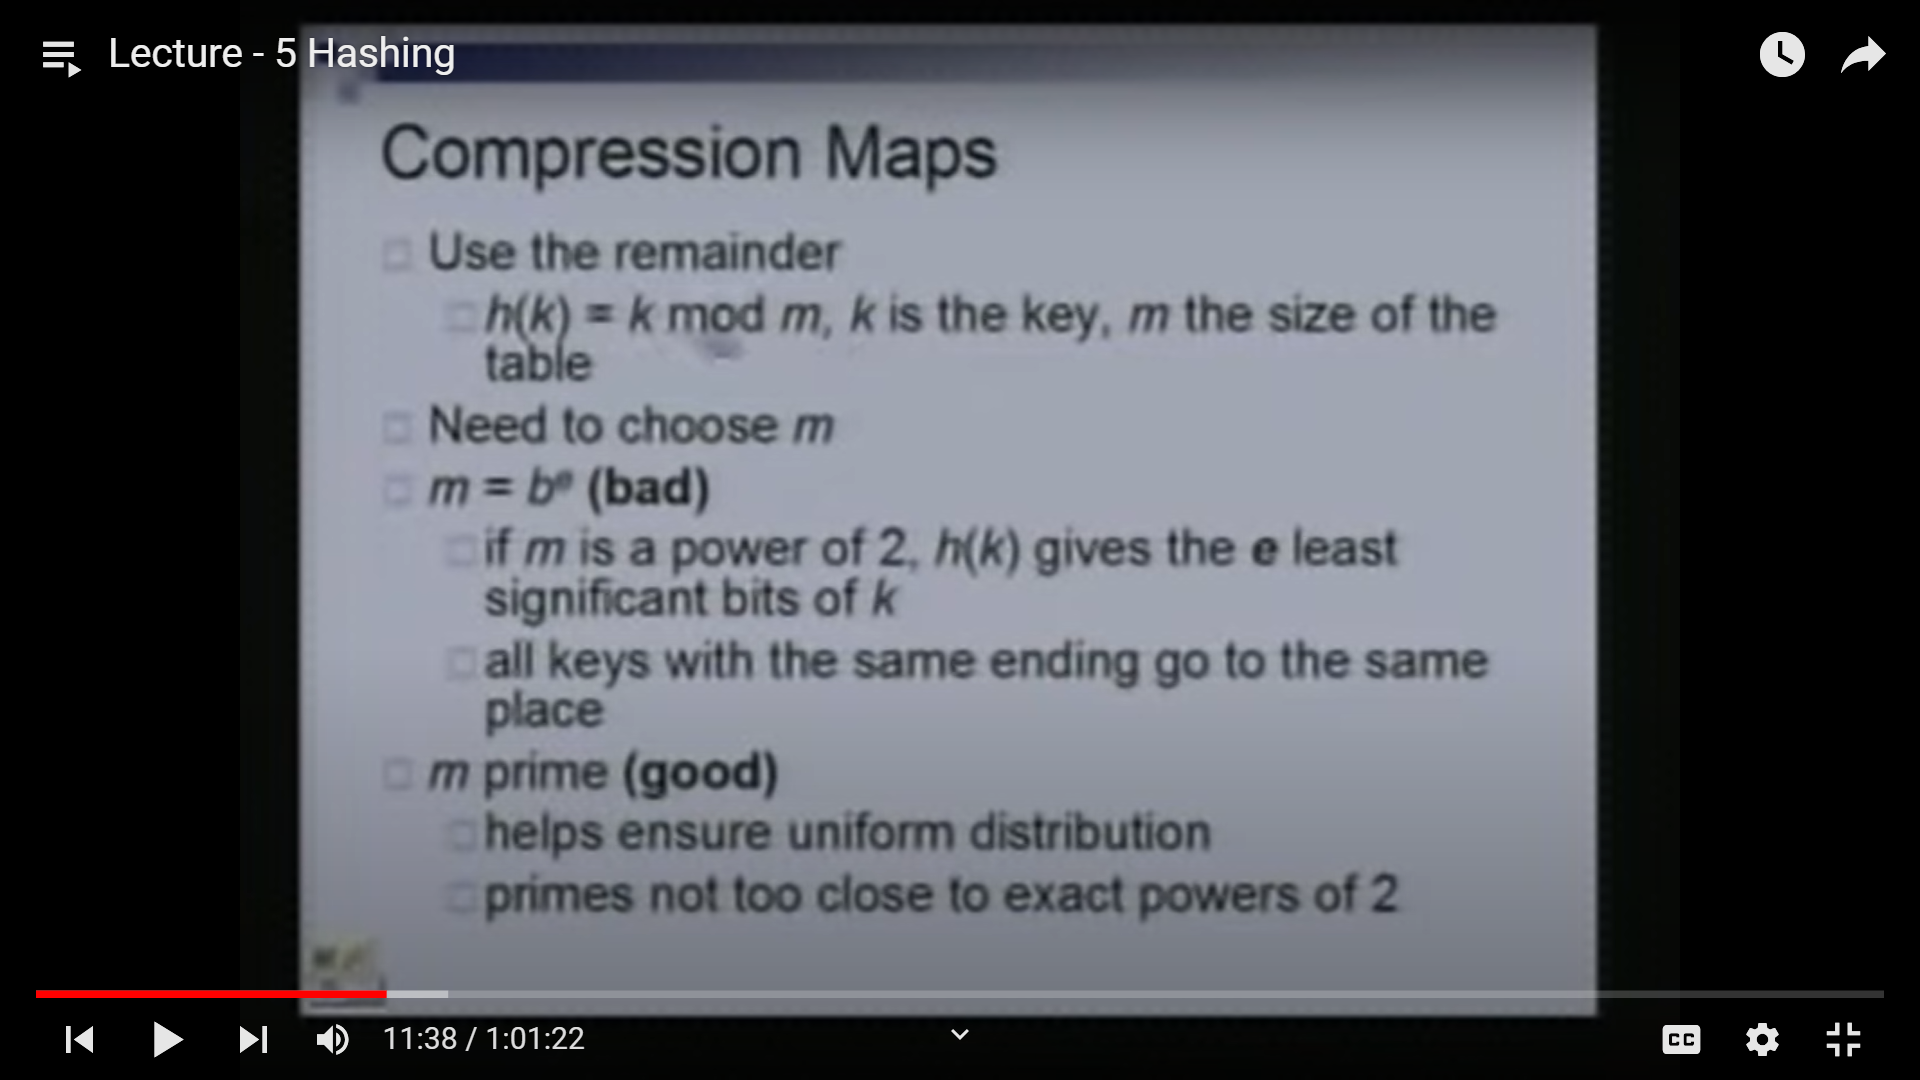 Lecture - 5 Hashing
Compression Maps
Use the remainder
h(k) = k mod m, k is the key, m the size of the
table
Need to choose m
m = bᵉ (bad)
if m is a power of 2, h(k) gives the e least
significant bits of k
all keys with the same ending go to the same
place
m prime (good)
helps ensure uniform distribution
primes not too close to exact powers of 2
11:38 / 1:01:22
CC